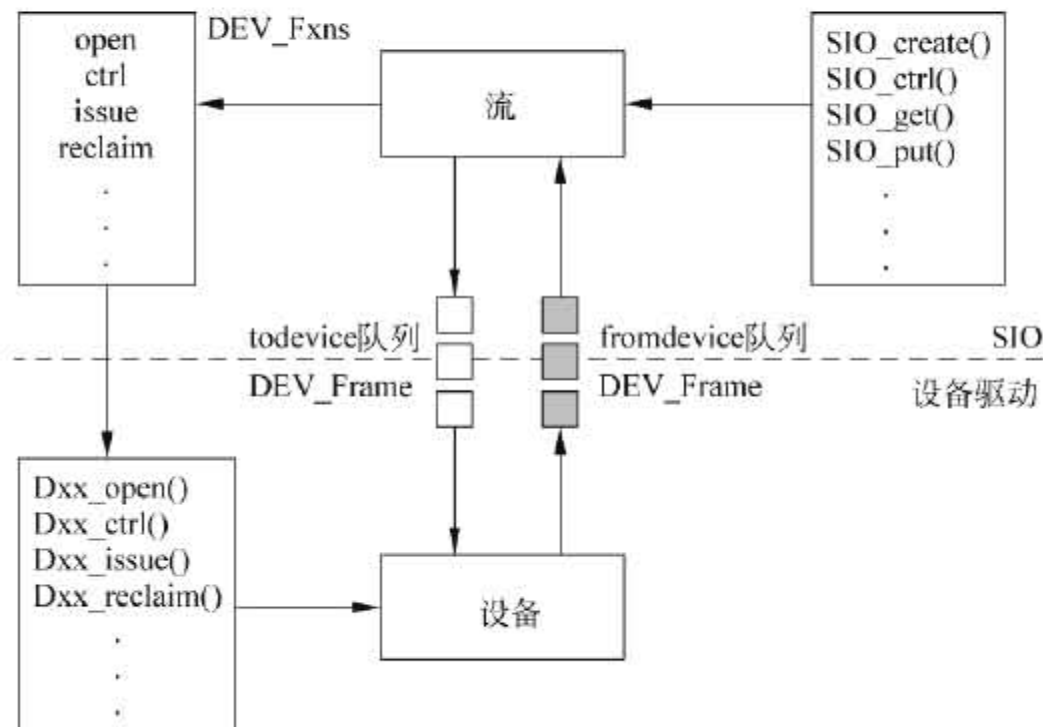 open
ctrl
issue
reclaim
.
.
.
DEV_Fxns
流
SIO_create()
SIO_ctrl()
SIO_get()
SIO_put()
.
.
.
todevice队列
fromdevice队列
SIO
DEV_Frame
DEV_Frame
设备驱动
Dxx_open()
Dxx_ctrl()
Dxx_issue()
Dxx_reclaim()
.
.
.
设备